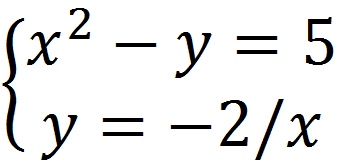 x² − y = 5
y = −2/x